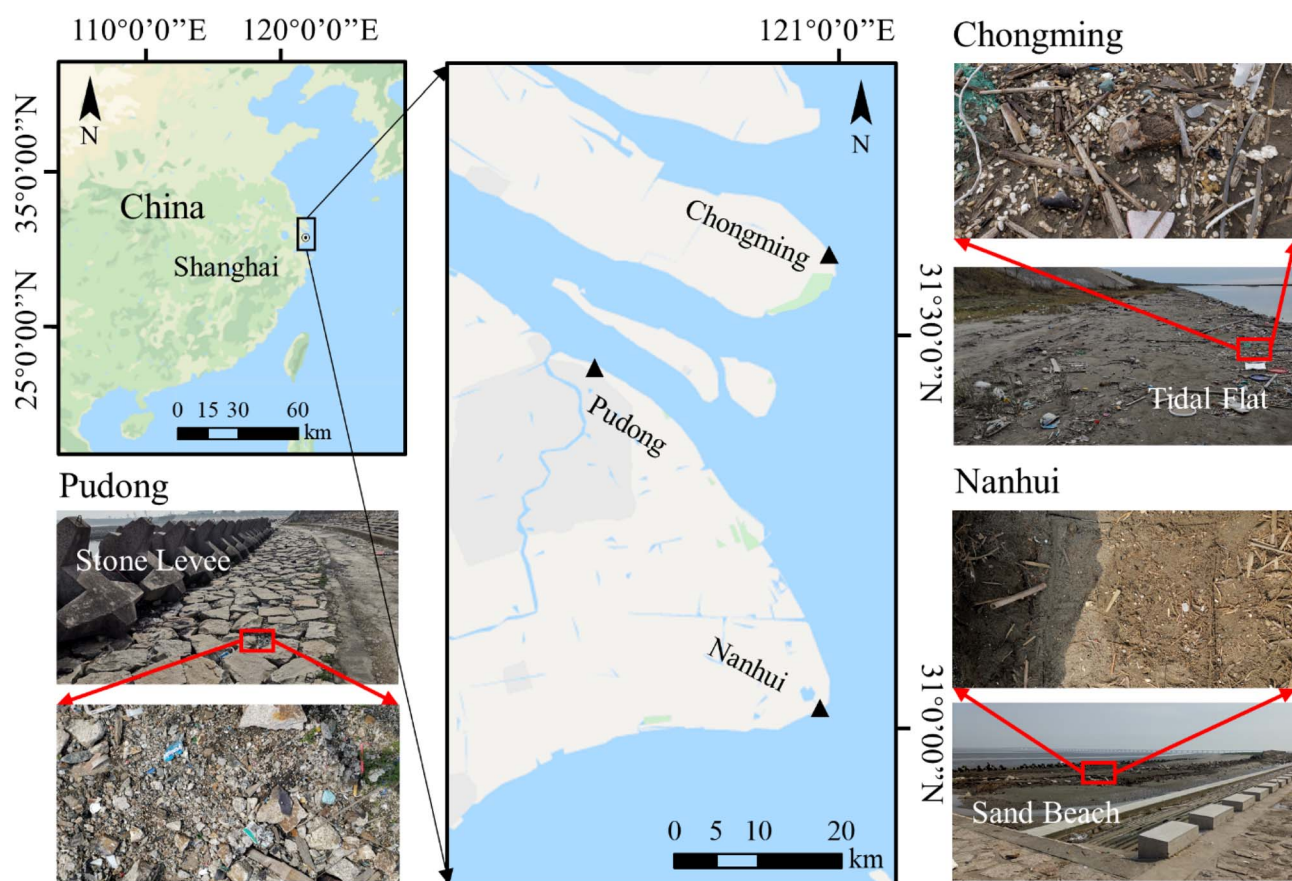 110°0’0’’E 120°0’0’’E
N
35°0’00’’N
25°0’00’’N
China
Shanghai
0 15 30 60
km
Pudong
Stone Levee
121°0’0’’E
N
Chongming
Pudong
Nanhui
31°30’0’’N
31°0’00’’N
0 5 10 20
km
Chongming
Tidal Flat
Nanhui
Sand Beach